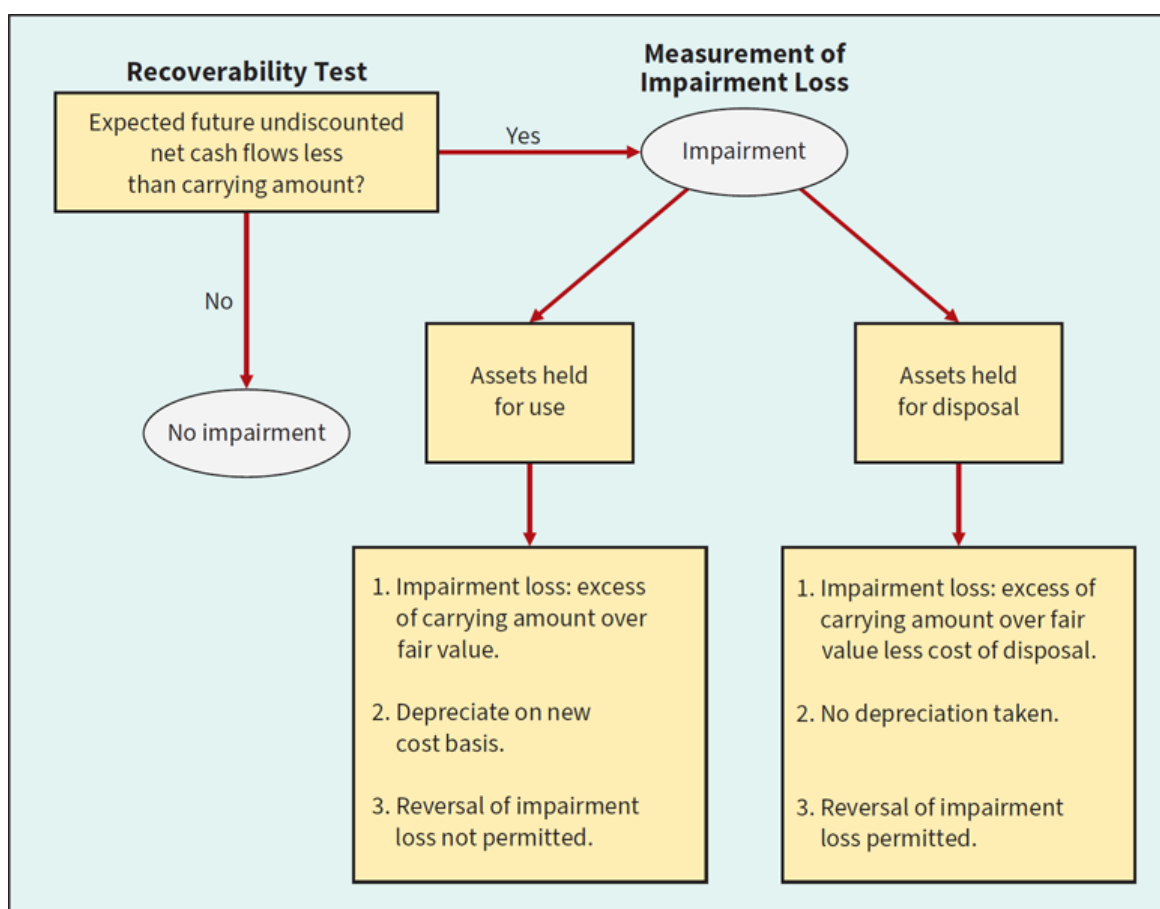 Recoverability Test
Expected future undiscounted
net cash flows less
than carrying amount?
Yes
Measurement of
Impairment Loss
Impairment
No
No impairment
Assets held
for use
Assets held
for disposal
1. Impairment loss: excess
of carrying amount over
fair value.
2. Depreciate on new
cost basis.
3. Reversal of impairment
loss not permitted.
1. Impairment loss: excess of
carrying amount over fair
value less cost of disposal.
2. No depreciation taken.
3. Reversal of impairment
loss permitted.